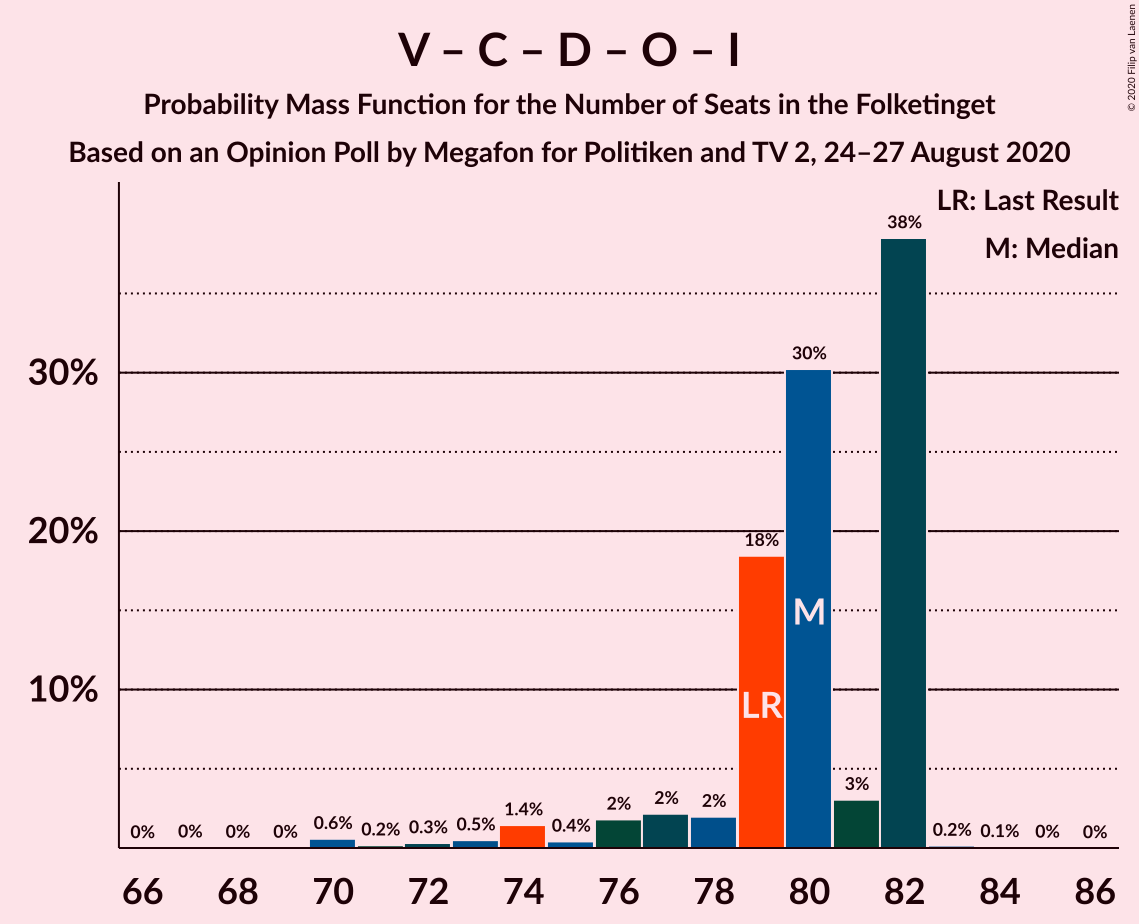 V – C – D – O – I
Probability Mass Function for the Number of Seats in the Folketinget
Based on an Opinion Poll by Megafon for Politiken and TV 2, 24–27 August 2020
© 2020 Filip van Laenen
LR: Last Result
M: Median
30%
20%
10%
0% 0% 0% 0% 0.6% 0.2% 0.3% 0.5% 1.4% 0.4% 2% 2% 2% 18% 30% 3% 38% 0.2% 0.1% 0% 0%
LR
M
66 68 70 72 74 76 78 80 82 84 86